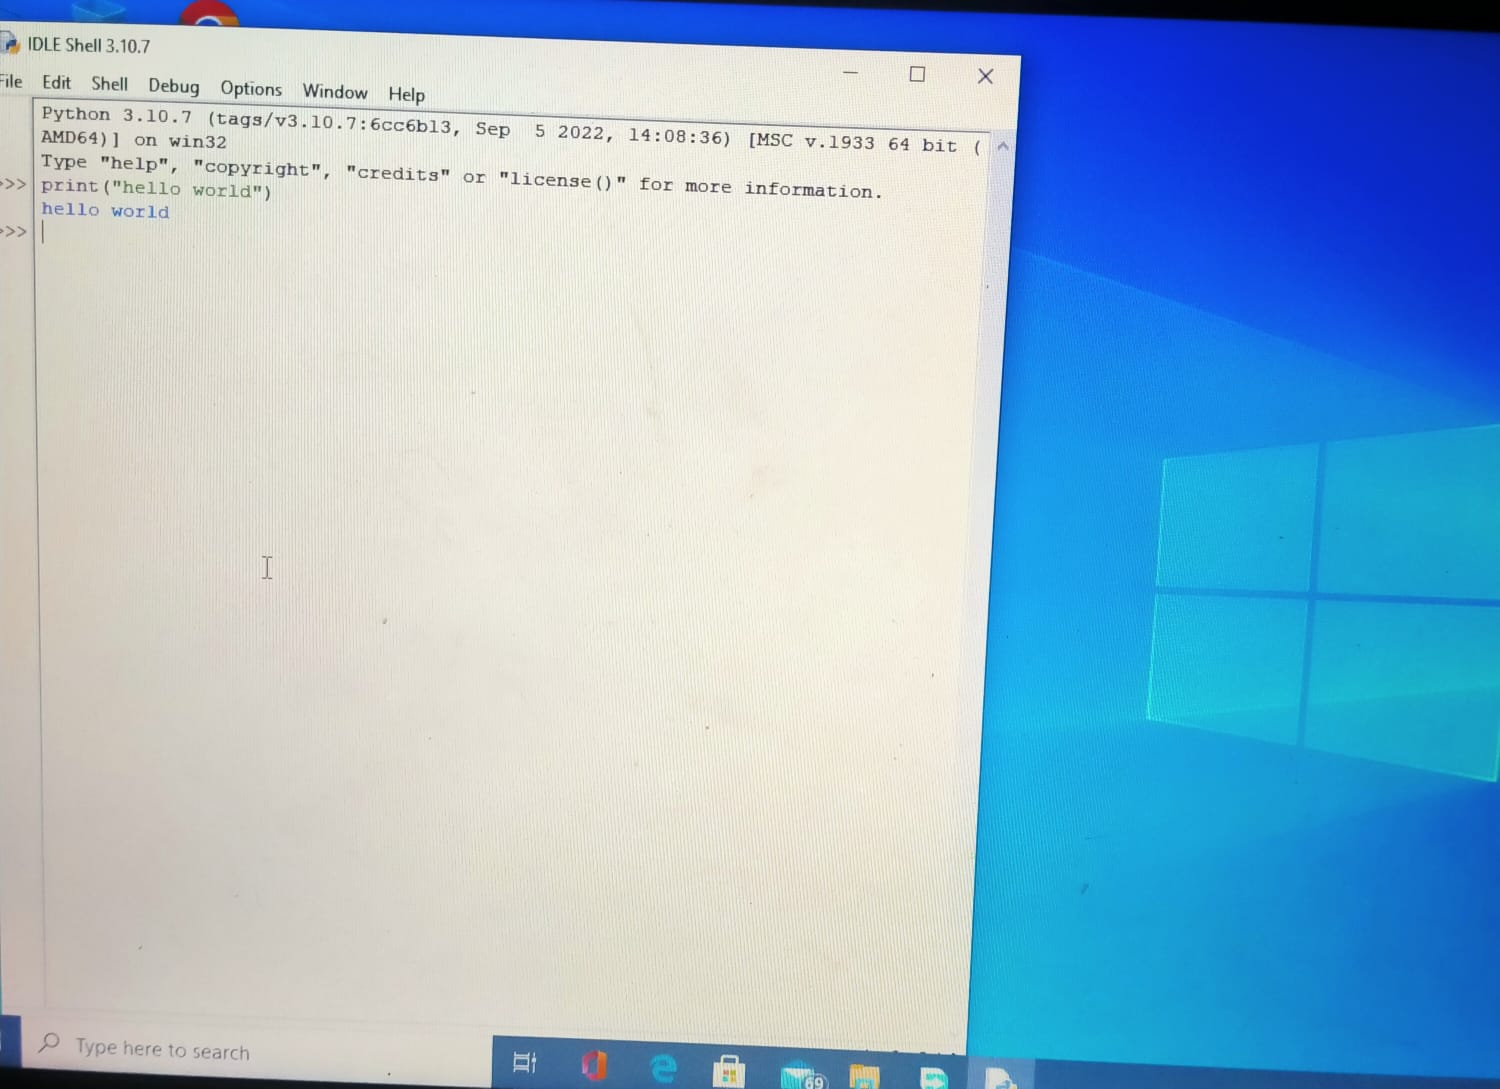 IDLE Shell 3.10.7
File Edit Shell Debug Options Window Help
Python 3.10.7 (tags/v3.10.7:6cc6b13, Sep  5 2022, 14:08:36) [MSC v.1933 64 bit (
AMD64)] on win32
Type "help", "copyright", "credits" or "license()" for more information.
>>> print("hello world")
hello world
>>>
Type here to search
69